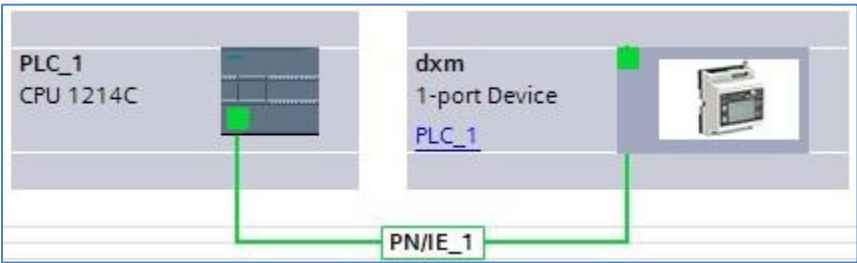 PLC_1
CPU 1214C
dxm
1-port Device
PLC_1
PN/IE_1